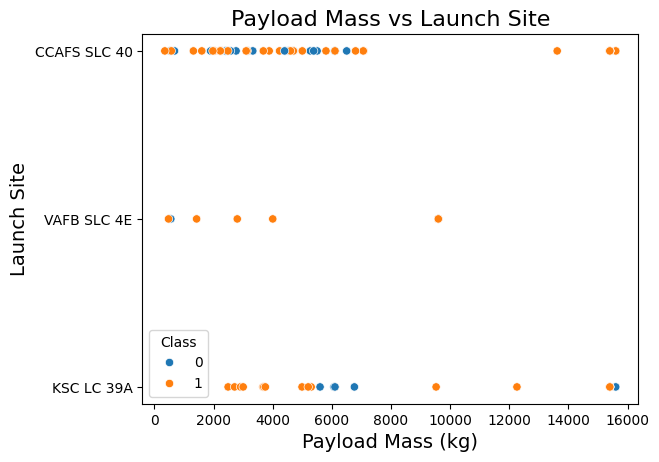 Payload Mass vs Launch Site
Launch Site
CCAFS SLC 40
VAFB SLC 4E
KSC LC 39A
Class
0
1
0 2000 4000 6000 8000 10000 12000 14000 16000
Payload Mass (kg)